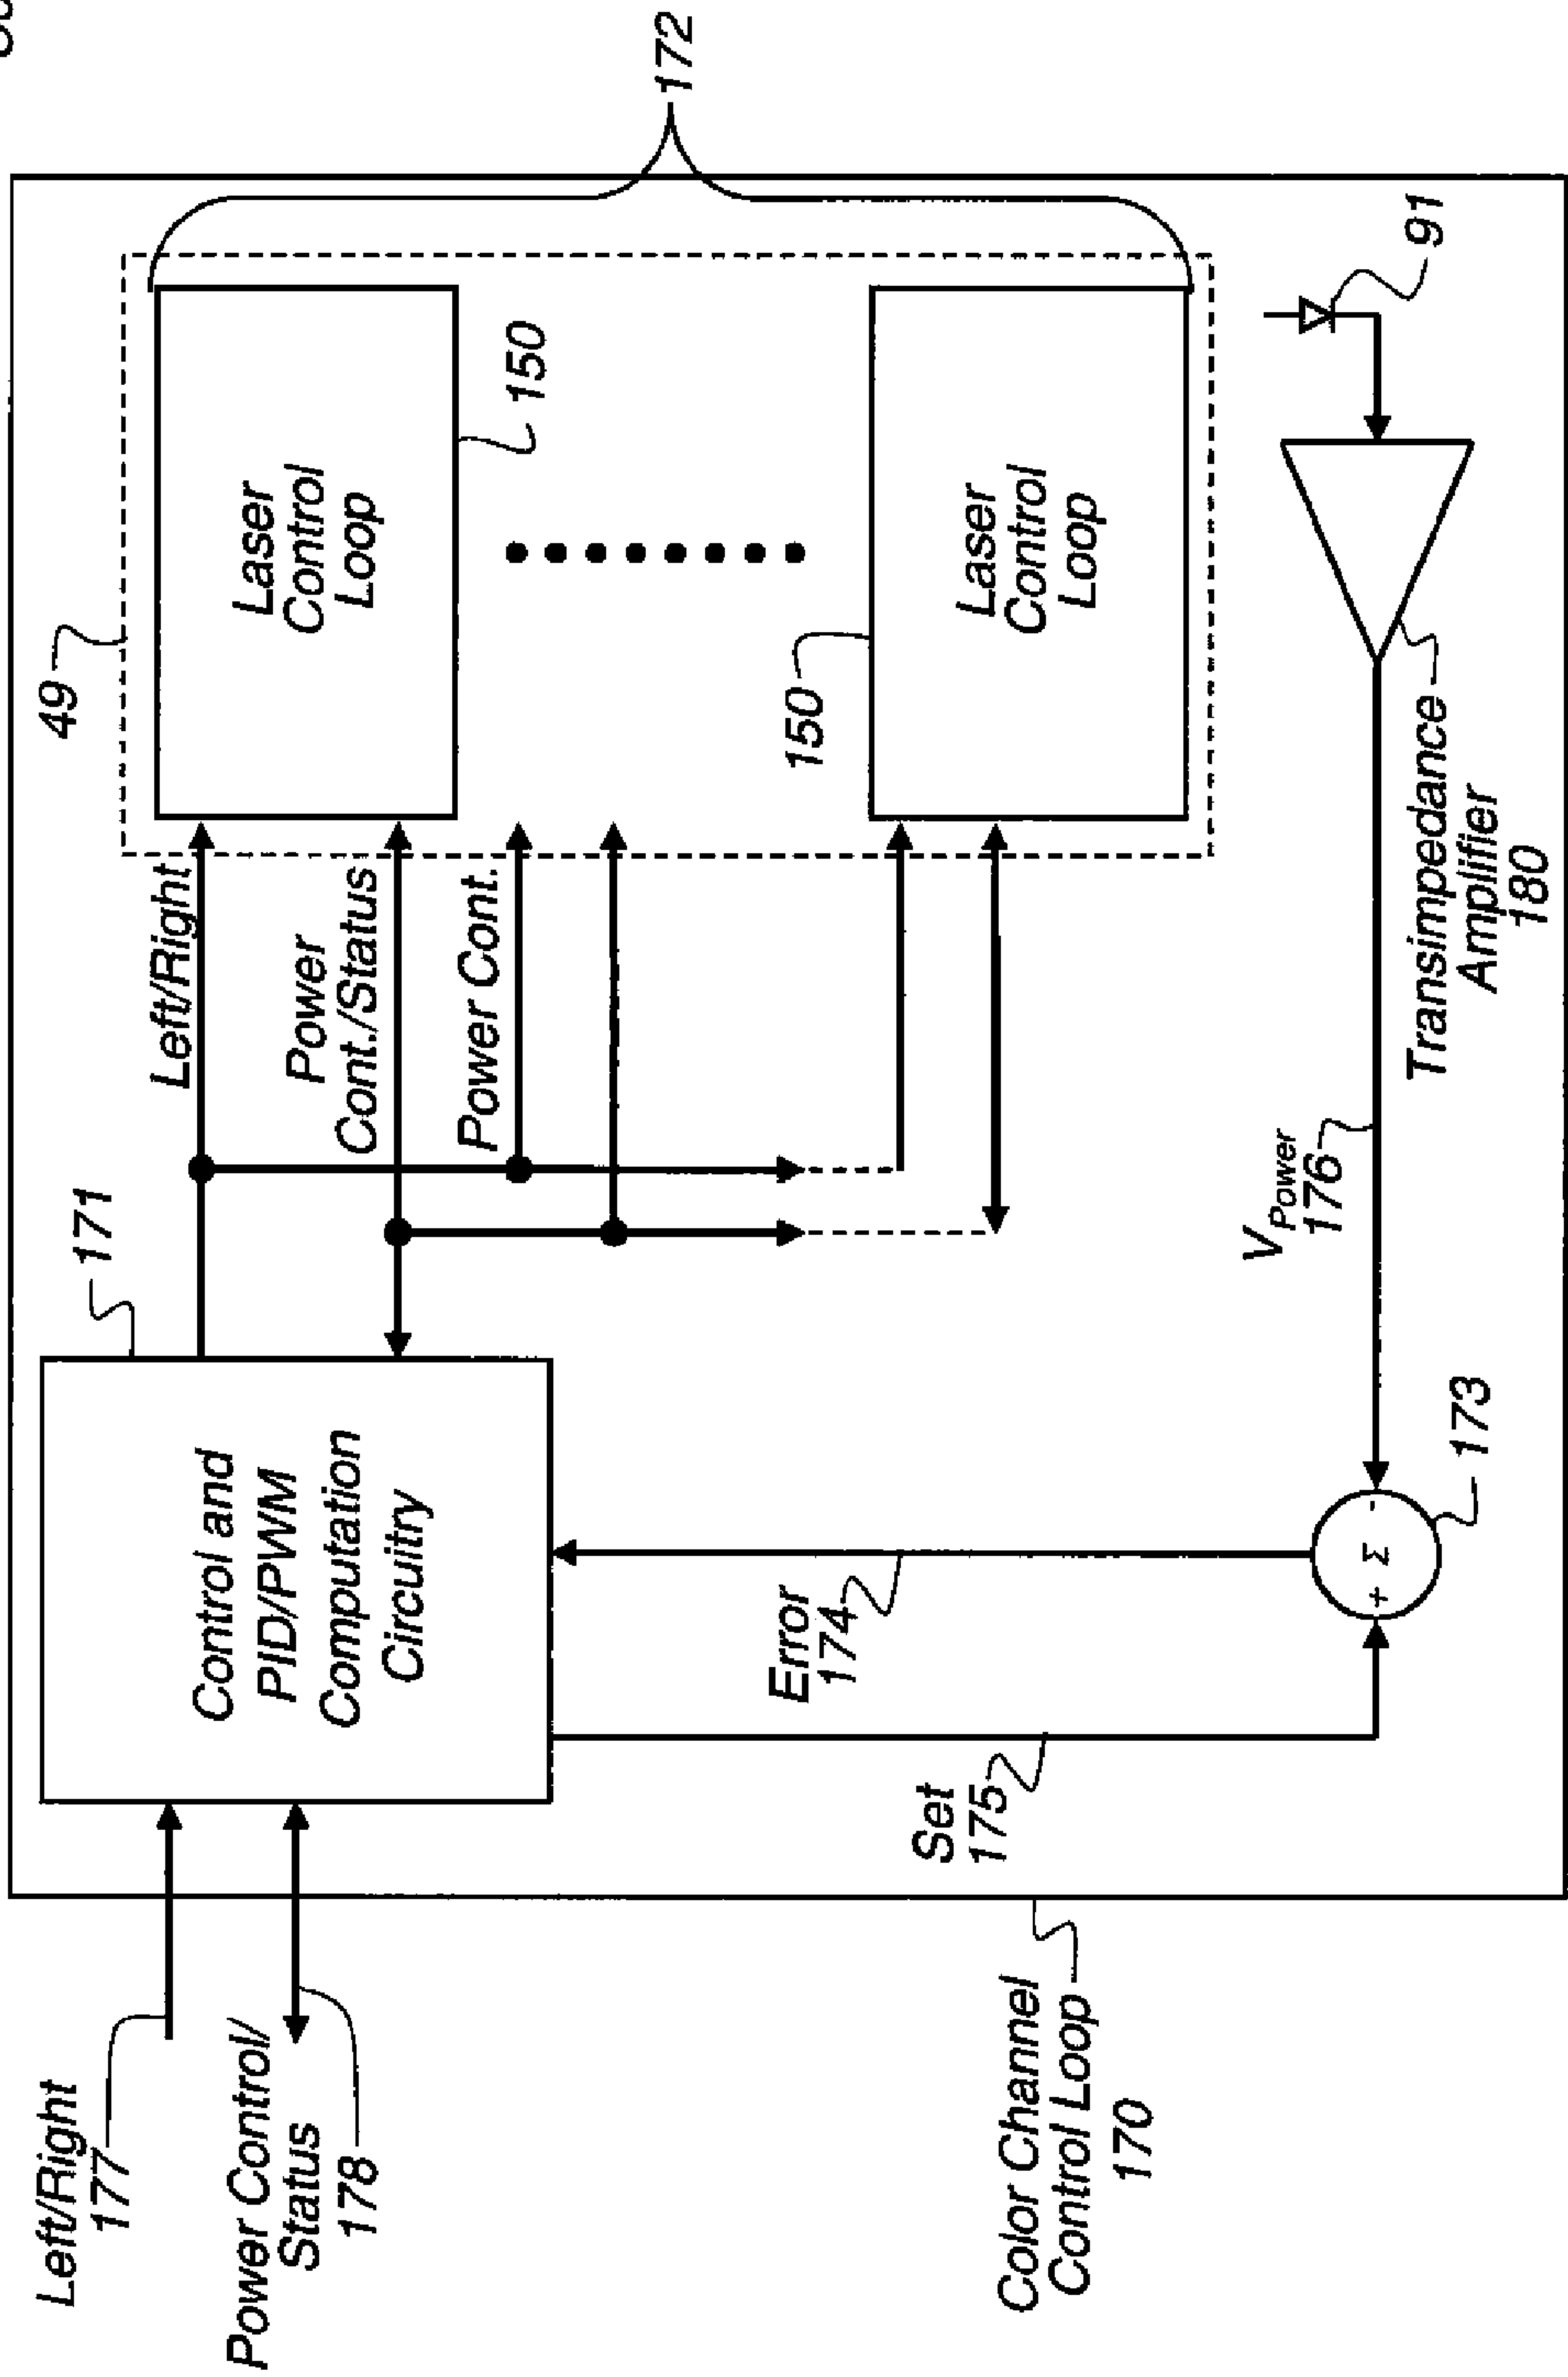 172
49
Laser
Control
Loop
150
150
Laser
Control
Loop
91
Left/Right
Power
Cont./Status
Power Cont.
171
Control and
PID/PWM
Computation
Circuitry
Left/Right
177
Power Control/
Status
178
Error
174
Set
175
V Power
176
+ Σ -
173
Transimpedance
Amplifier
180
Color Channel
Control Loop
170